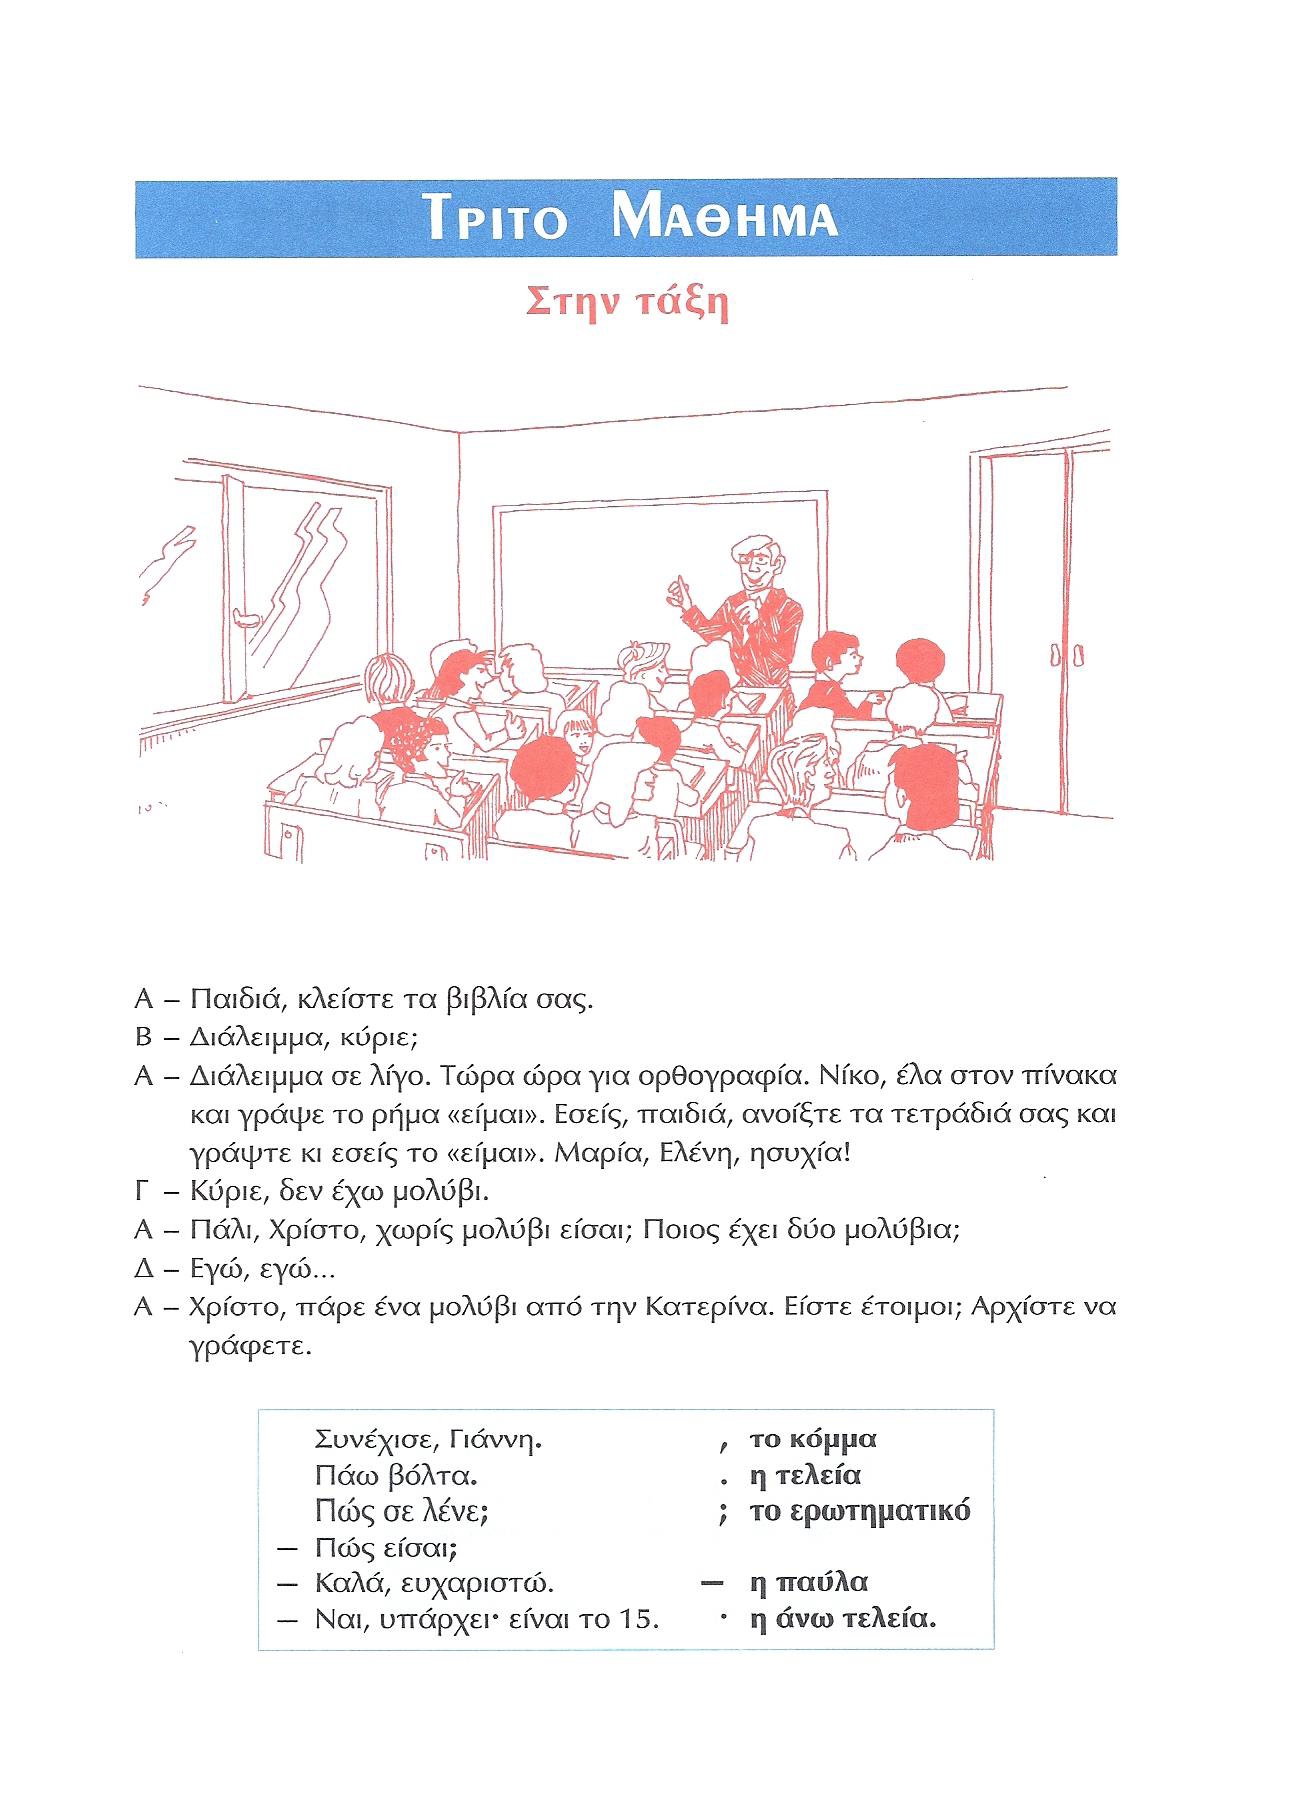 ΤΡΙΤΟ ΜΑΘΗΜΑ
Στην τάξη
Α – Παιδιά, κλείστε τα βιβλία σας.
Β – Διάλειμμα, κύριε;
Α – Διάλειμμα σε λίγο. Τώρα ώρα για ορθογραφία. Νίκο, έλα στον πίνακα
και γράψε το ρήμα «είμαι». Εσείς, παιδιά, ανοίξτε τα τετράδιά σας και
γράψτε κι εσείς το «είμαι». Μαρία, Ελένη, ησυχία!
Γ – Κύριε, δεν έχω μολύβι.
Α – Πάλι, Χρίστο, χωρίς μολύβι είσαι; Ποιος έχει δύο μολύβια;
Δ – Εγώ, εγώ...
Α – Χρίστο, πάρε ένα μολύβι από την Κατερίνα. Είστε έτοιμοι; Αρχίστε να
γράφετε.
Συνέχισε, Γιάννη. , το κόμμα
Πάω βόλτα. . η τελεία
Πώς σε λένε; ; το ερωτηματικό
– Πώς είσαι;
– Καλά, ευχαριστώ. – η παύλα
– Ναι, υπάρχει· είναι το 15. · η άνω τελεία.